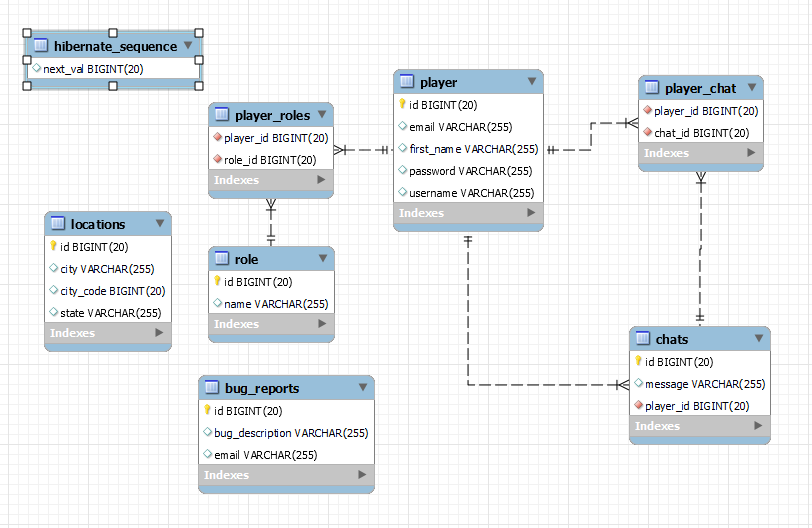 hibernate_sequence
next_val BIGINT(20)
player_roles
player_id BIGINT(20)
role_id BIGINT(20)
Indexes
player
id BIGINT(20)
email VARCHAR(255)
first_name VARCHAR(255)
password VARCHAR(255)
username VARCHAR(255)
Indexes
player_chat
player_id BIGINT(20)
chat_id BIGINT(20)
Indexes
locations
id BIGINT(20)
city VARCHAR(255)
city_code BIGINT(20)
state VARCHAR(255)
Indexes
role
id BIGINT(20)
name VARCHAR(255)
Indexes
chats
id BIGINT(20)
message VARCHAR(255)
player_id BIGINT(20)
Indexes
bug_reports
id BIGINT(20)
bug_description VARCHAR(255)
email VARCHAR(255)
Indexes